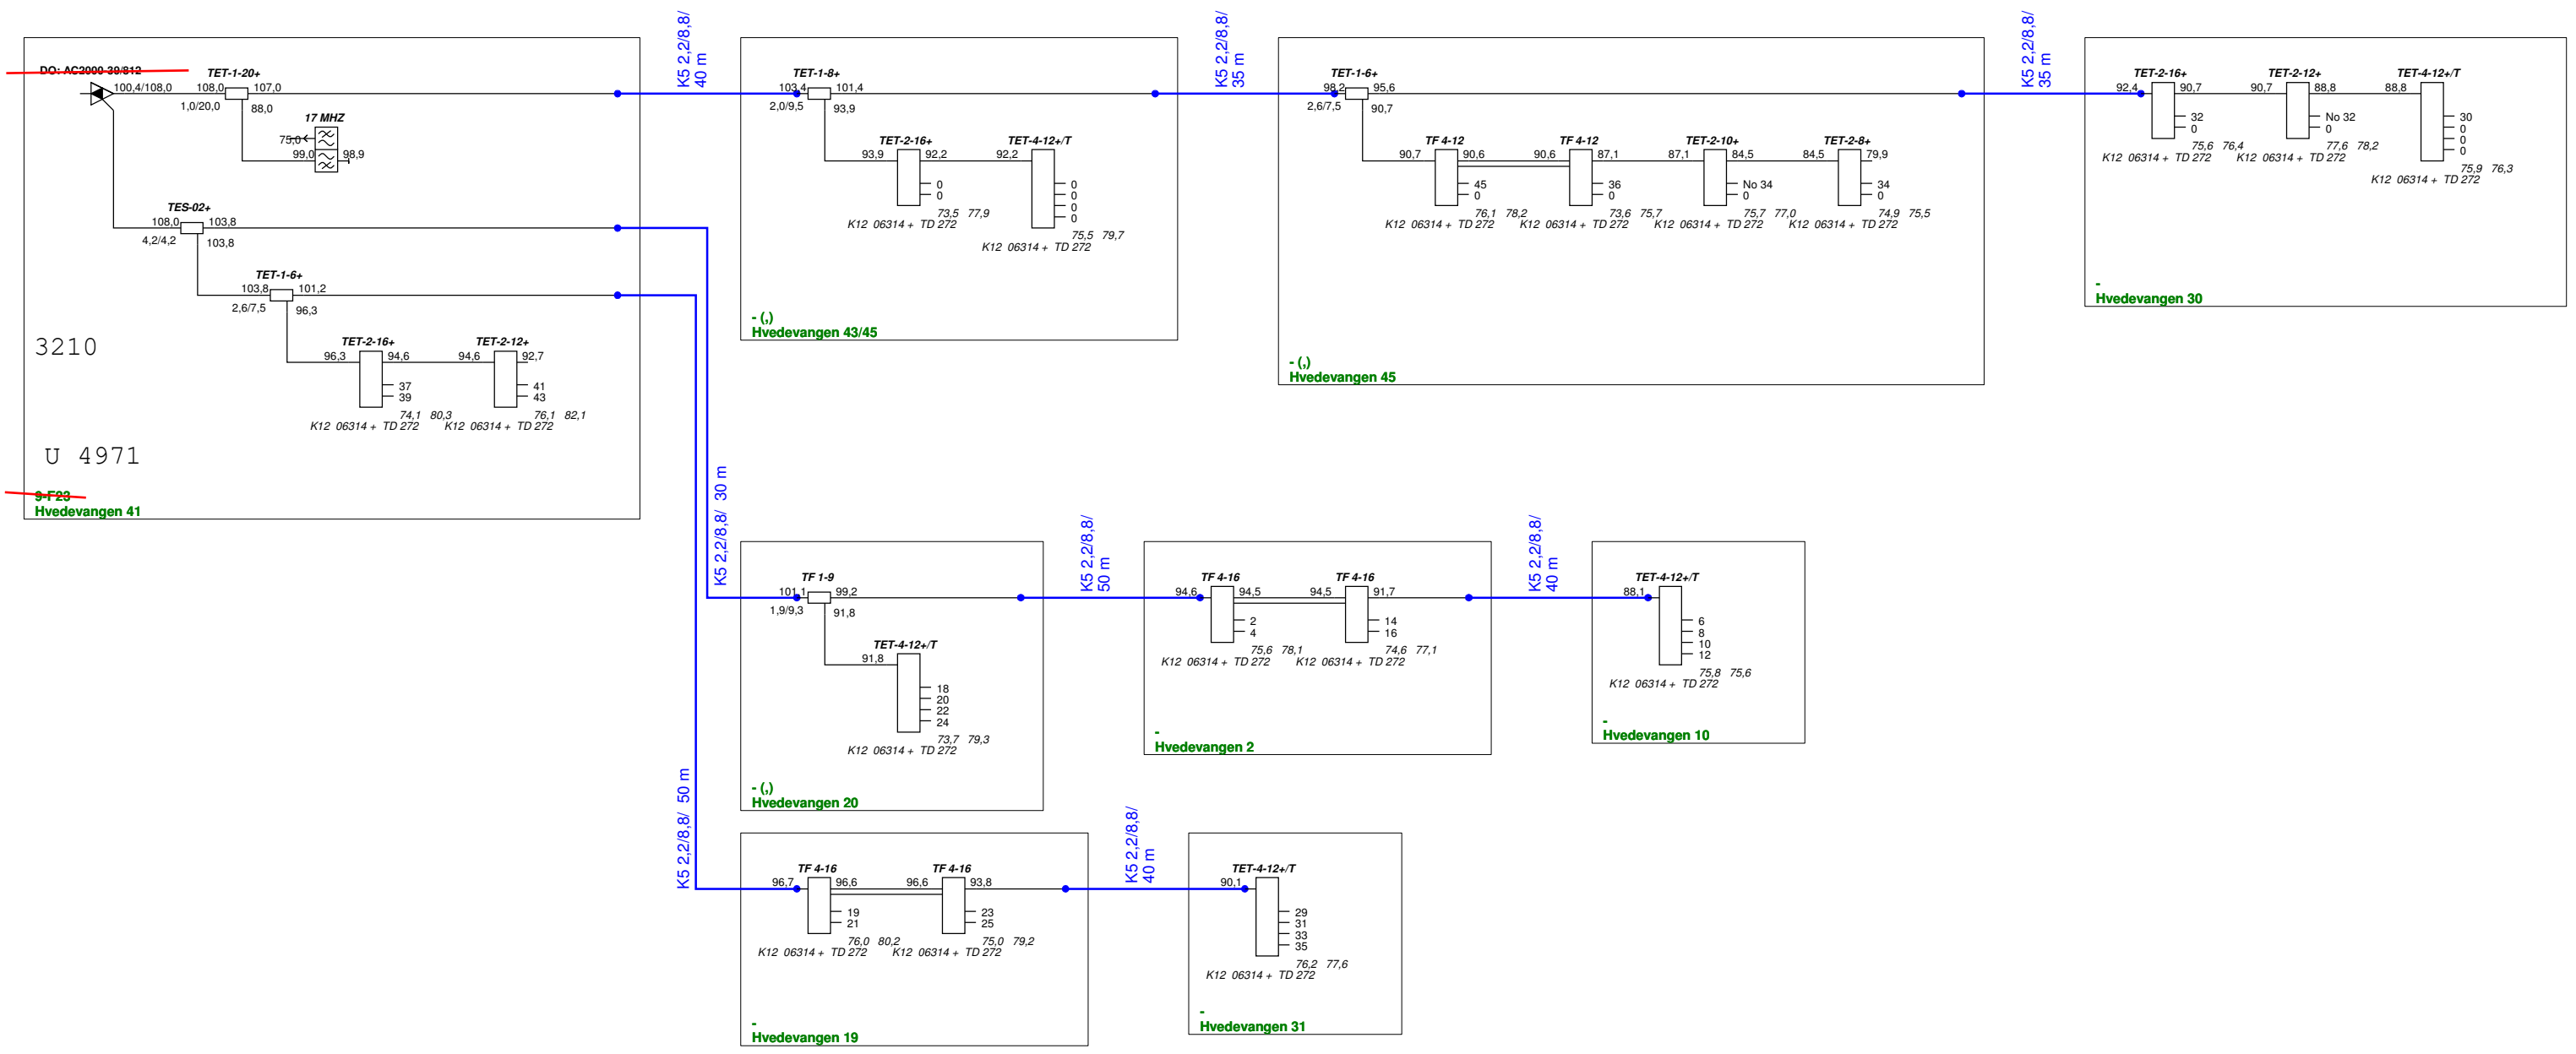 DO: AC2000 39/812
TET-1-20+
100,4/108,0
108,0
107,0
1,0/20,0
88,0
17 MHZ
75,0
99,0
98,9
TES-02+
108,0
103,8
4,2/4,2
103,8
TET-1-6+
103,8
101,2
2,6/7,5
96,3
3210
TET-2-16+
96,3
94,6
37
39
74,1 80,3
K12 06314 + TD 272
TET-2-12+
94,6
92,7
41
43
76,1 82,1
K12 06314 + TD 272
U 4971
9-F23
Hvedevangen 41
K5 2,2/8,8/
40 m
TET-1-8+
103,4
101,4
2,0/9,5
93,9
TET-2-16+
93,9
92,2
0
0
73,5 77,9
K12 06314 + TD 272
TET-4-12+/T
92,2
0
0
0
0
75,5 79,7
K12 06314 + TD 272
- (,)
Hvedevangen 43/45
K5 2,2/8,8/
35 m
TET-1-6+
98,2
95,6
2,6/7,5
90,7
TF 4-12
90,7
90,6
45
0
76,1 78,2
K12 06314 + TD 272
TF 4-12
90,6
87,1
36
0
73,6 75,7
K12 06314 + TD 272
TET-2-10+
87,1
84,5
No 34
0
75,7 77,0
K12 06314 + TD 272
TET-2-8+
84,5
79,9
34
0
74,9 75,5
K12 06314 + TD 272
- (,)
Hvedevangen 45
K5 2,2/8,8/
35 m
TET-2-16+
92,4
90,7
32
0
75,6 76,4
K12 06314 + TD 272
TET-2-12+
90,7
88,8
No 32
0
77,6 78,2
K12 06314 + TD 272
TET-4-12+/T
88,8
30
0
0
0
75,9 76,3
K12 06314 + TD 272
-
Hvedevangen 30
K5 2,2/8,8/ 30 m
TF 1-9
101,1
99,2
1,9/9,3
91,8
TET-4-12+/T
91,8
18
20
22
24
73,7 79,3
K12 06314 + TD 272
- (,)
Hvedevangen 20
K5 2,2/8,8/
50 m
TF 4-16
94,6
94,5
2
4
75,6 78,1
K12 06314 + TD 272
TF 4-16
94,5
91,7
14
16
74,6 77,1
K12 06314 + TD 272
-
Hvedevangen 2
K5 2,2/8,8/
40 m
TET-4-12+/T
88,1
6
8
10
12
75,8 75,6
K12 06314 + TD 272
-
Hvedevangen 10
K5 2,2/8,8/ 50 m
TF 4-16
96,7
96,6
19
21
76,0 80,2
K12 06314 + TD 272
TF 4-16
96,6
93,8
23
25
75,0 79,2
K12 06314 + TD 272
-
Hvedevangen 19
K5 2,2/8,8/
40 m
TET-4-12+/T
90,1
29
31
33
35
76,2 77,6
K12 06314 + TD 272
-
Hvedevangen 31